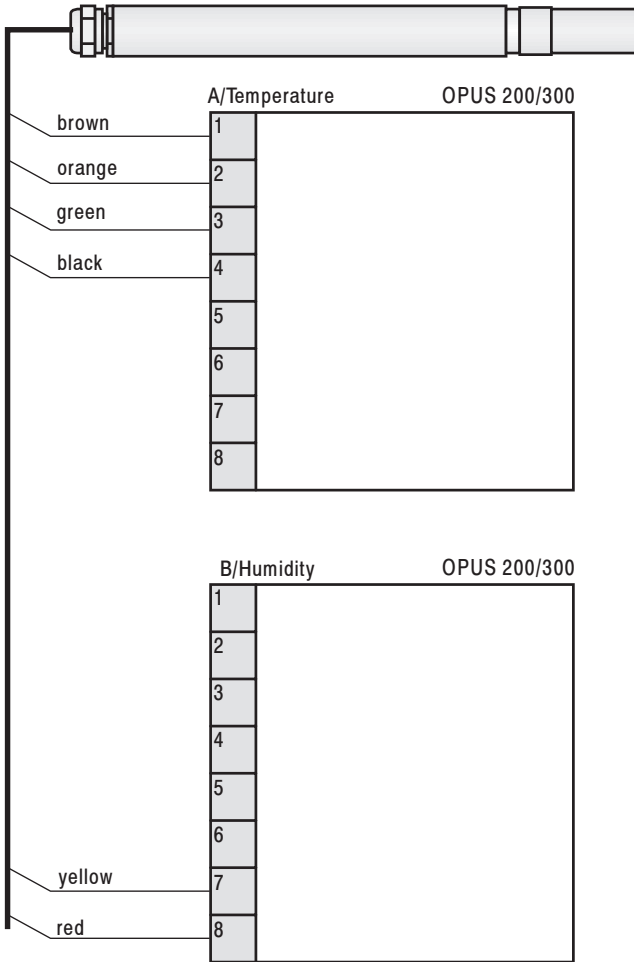 A/Temperature OPUS 200/300
brown 1
orange 2
green 3
black 4
5
6
7
8
B/Humidity OPUS 200/300
1
2
3
4
5
6
yellow 7
red 8